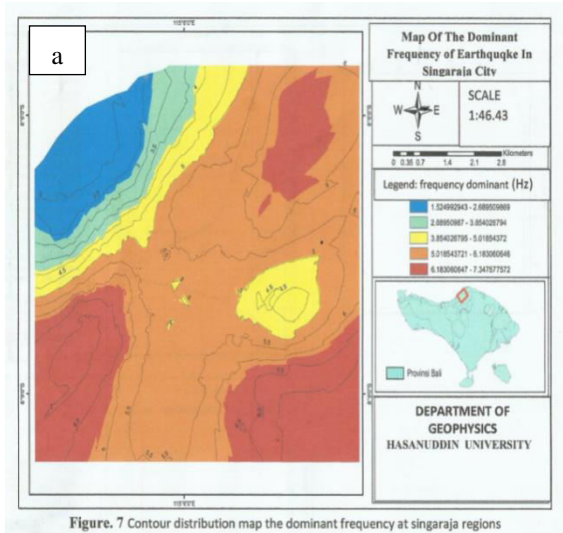 a
Map Of The Dominant
Frequency of Earthquqke In
Singaraja City
N
W E
S
SCALE
1:46.43
Kilometers
0 0.35 0.7 1.4 2.1 2.8
Legend: frequency dominant (Hz)
1.524992943 - 2.689509869
2.68950987 - 3.854026794
3.854026795 - 5.01854372
5.018543721 - 6.183060646
6.183060647 - 7.347577572
Provinsi Bali
DEPARTMENT OF
GEOPHYSICS
HASANUDDIN UNIVERSITY
Figure. 7 Contour distribution map the dominant frequency at singaraja regions